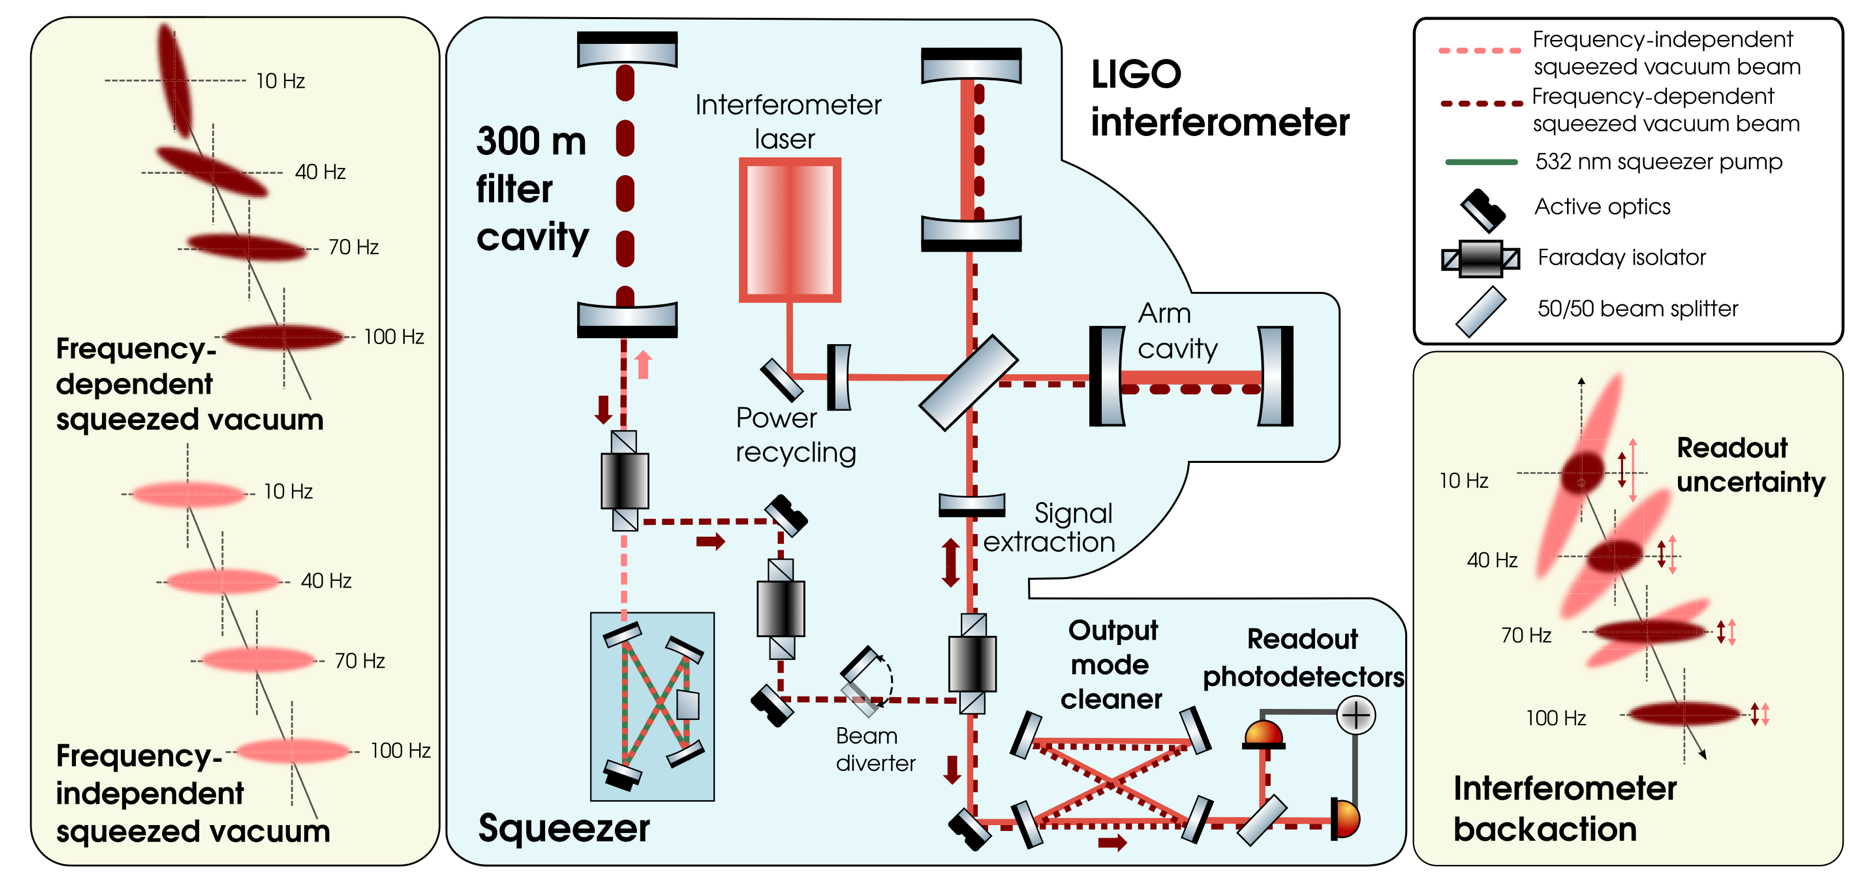 10 Hz
40 Hz
70 Hz
100 Hz
Frequency-
dependent
squeezed vacuum
10 Hz
40 Hz
70 Hz
100 Hz
Frequency-
independent
squeezed vacuum
300 m
filter
cavity
Interferometer
laser
LIGO
interferometer
Arm
cavity
Power
recycling
Signal
extraction
Beam
diverter
Squeezer
Output
mode
cleaner
Readout
photodetectors
Frequency-independent
squeezed vacuum beam
Frequency-dependent
squeezed vacuum beam
532 nm squeezer pump
Active optics
Faraday isolator
50/50 beam splitter
Readout
uncertainty
10 Hz
40 Hz
70 Hz
100 Hz
Interferometer
backaction